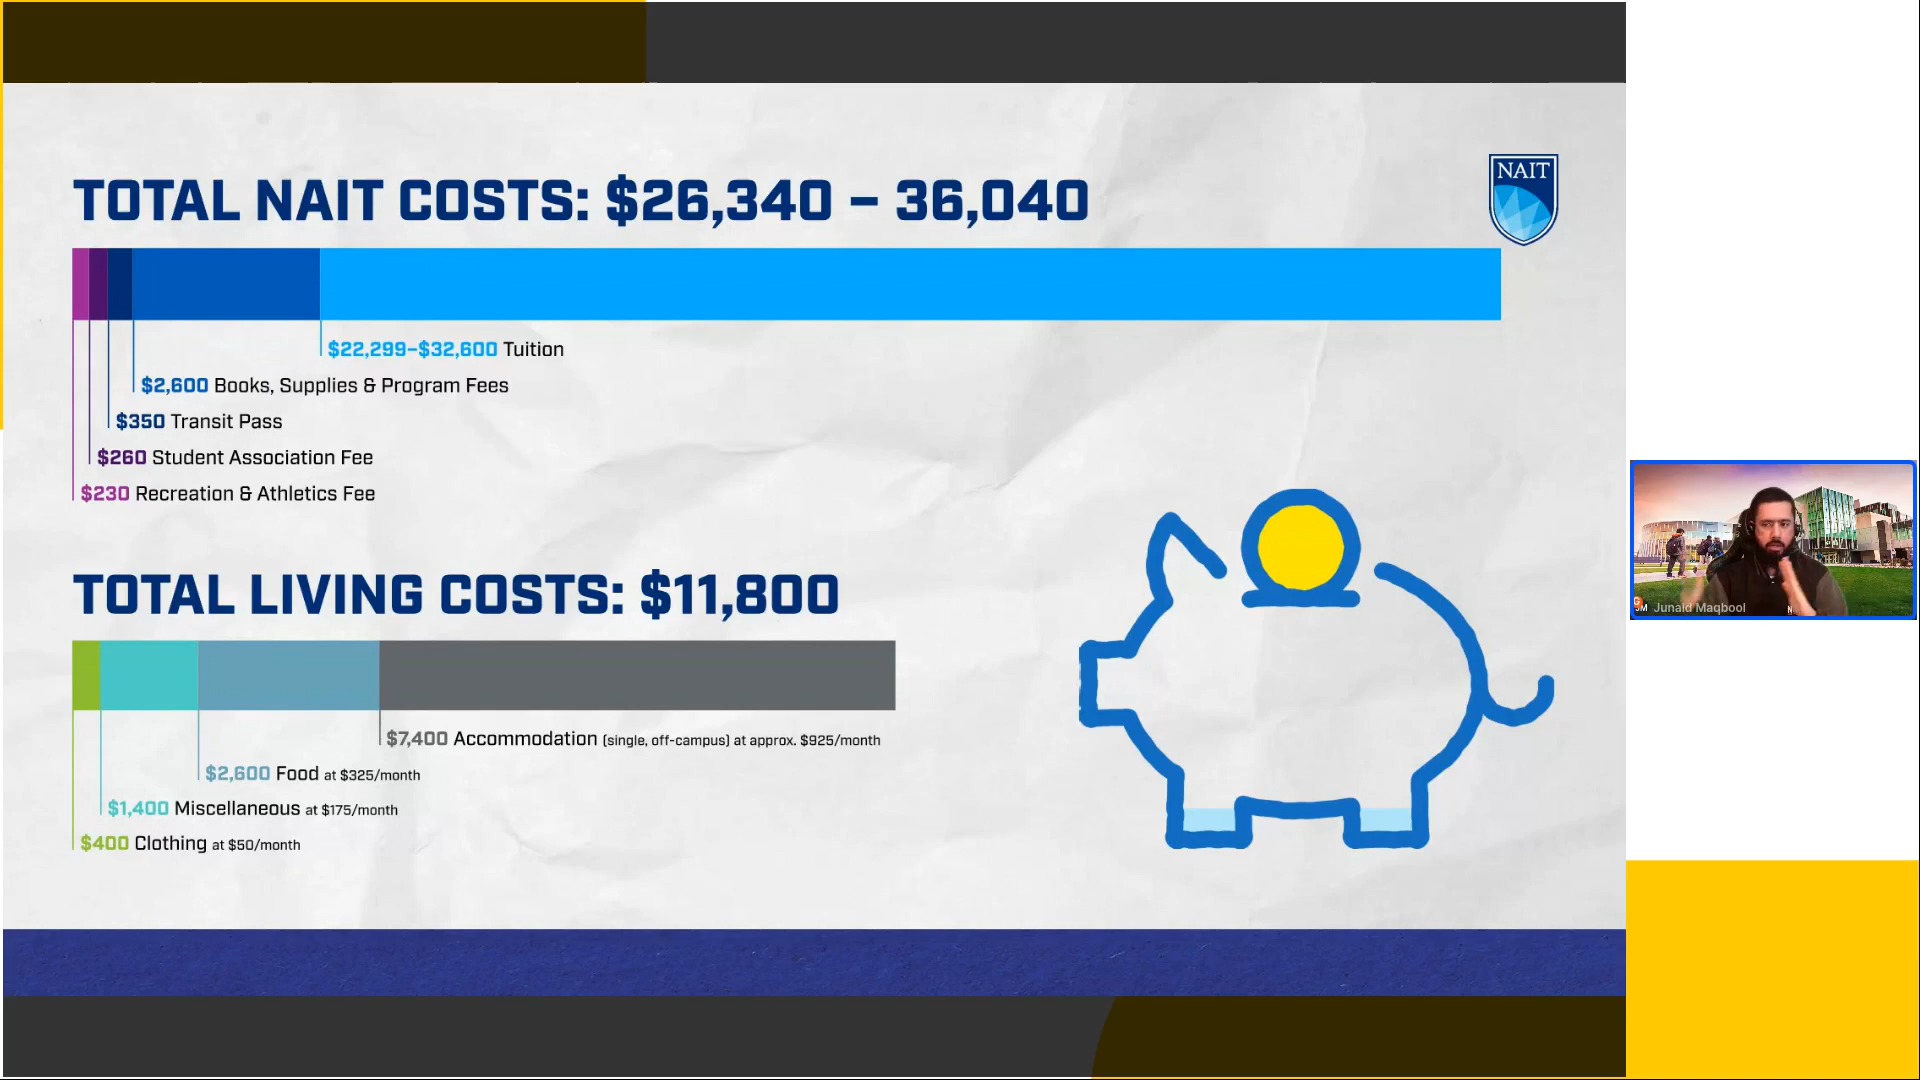 TOTAL NAIT COSTS: $26,340 – 36,040
NAIT
$22,299–$32,600 Tuition
$2,600 Books, Supplies & Program Fees
$350 Transit Pass
$260 Student Association Fee
$230 Recreation & Athletics Fee
TOTAL LIVING COSTS: $11,800
$7,400 Accommodation (single, off-campus) at approx. $925/month
$2,600 Food at $325/month
$1,400 Miscellaneous at $175/month
$400 Clothing at $50/month
Junaid Maqbool